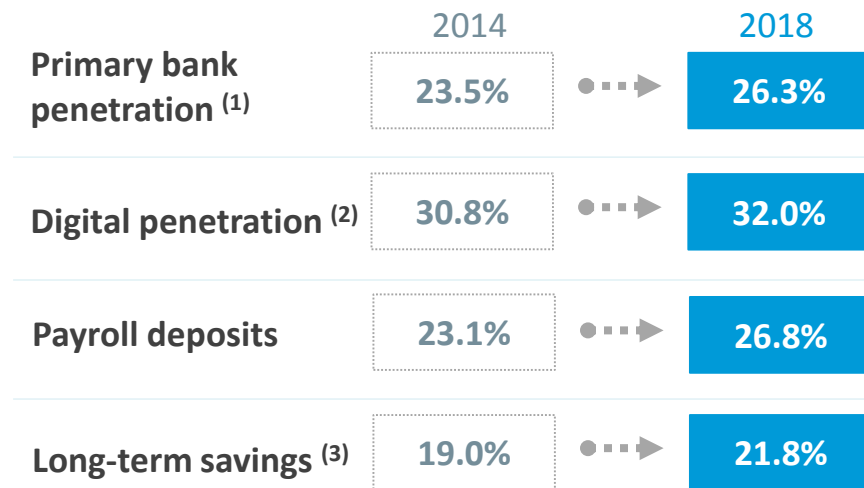 2014 2018
Primary bank
penetration (1) 23.5% 26.3%
Digital penetration (2) 30.8% 32.0%
Payroll deposits 23.1% 26.8%
Long-term savings (3) 19.0% 21.8%